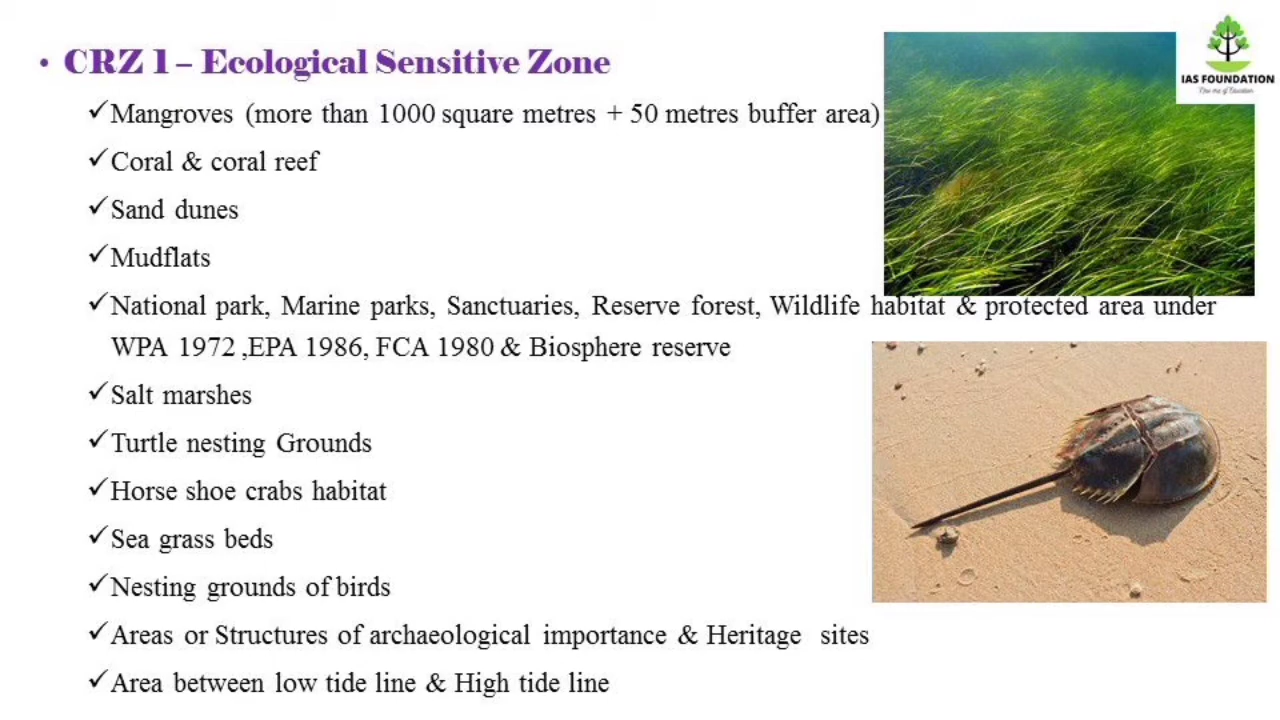 • CRZ 1 – Ecological Sensitive Zone
✓Mangroves (more than 1000 square metres + 50 metres buffer area)
✓Coral & coral reef
✓Sand dunes
✓Mudflats
✓National park, Marine parks, Sanctuaries, Reserve forest, Wildlife habitat & protected area under
WPA 1972 ,EPA 1986, FCA 1980 & Biosphere reserve
✓Salt marshes
✓Turtle nesting Grounds
✓Horse shoe crabs habitat
✓Sea grass beds
✓Nesting grounds of birds
✓Areas or Structures of archaeological importance & Heritage sites
✓Area between low tide line & High tide line
IAS FOUNDATION
of Education